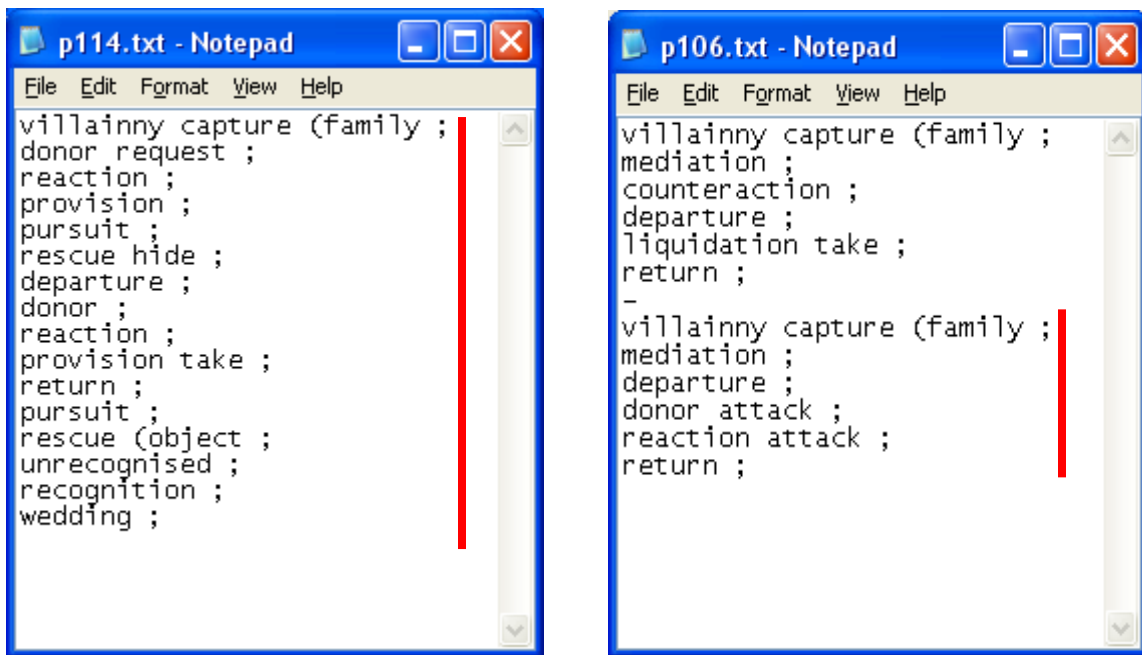 p114.txt - Notepad
File Edit Format View Help
villainny capture (family ;
donor request ;
reaction ;
provision ;
pursuit ;
rescue hide ;
departure ;
donor ;
reaction ;
provision take ;
return ;
pursuit ;
rescue (object ;
unrecognised ;
recognition ;
wedding ;
p106.txt - Notepad
File Edit Format View Help
villainny capture (family ;
mediation ;
counteraction ;
departure ;
liquidation take ;
return ;
-
villainny capture (family ;
mediation ;
departure ;
donor attack ;
reaction attack ;
return ;